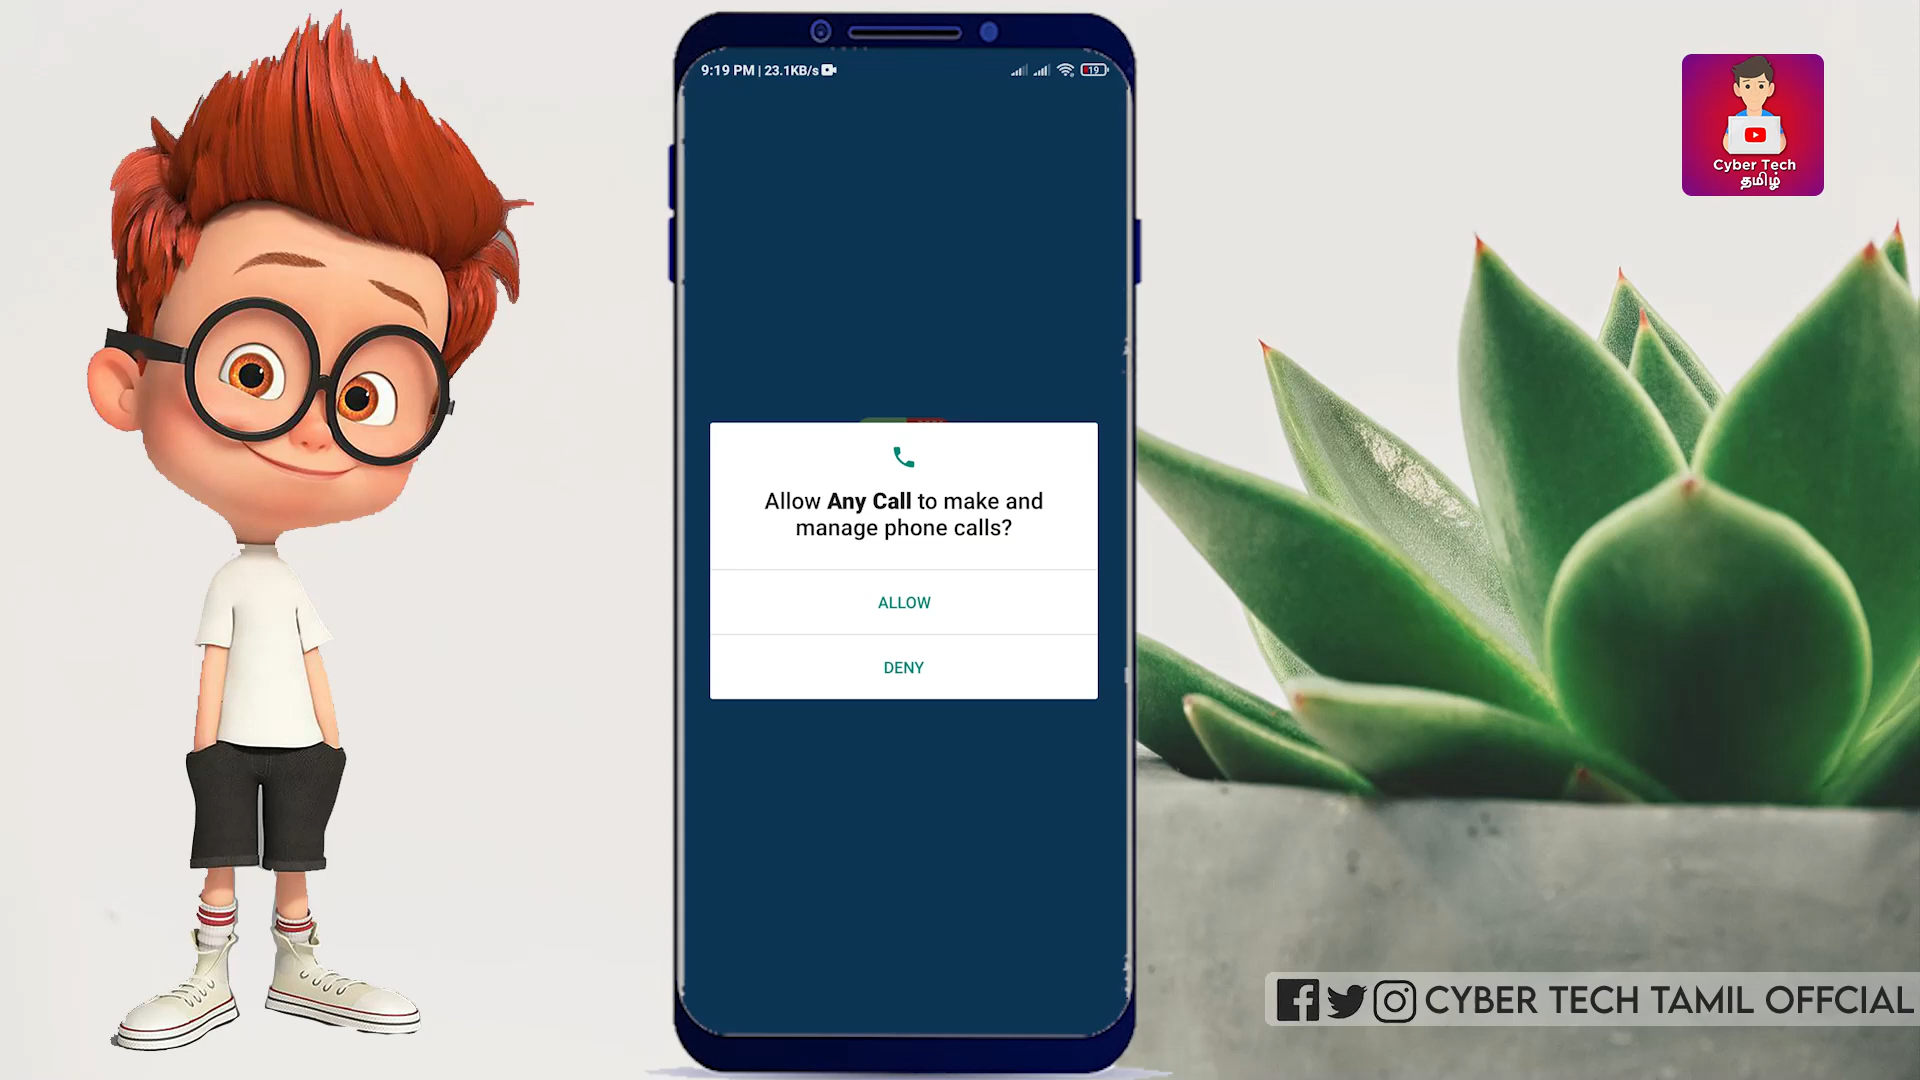 9:19 PM | 23.1KB/s
19
Cyber Tech
தமிழ்
Allow Any Call to make and
manage phone calls?
ALLOW
DENY
CYBER TECH TAMIL OFFCIAL